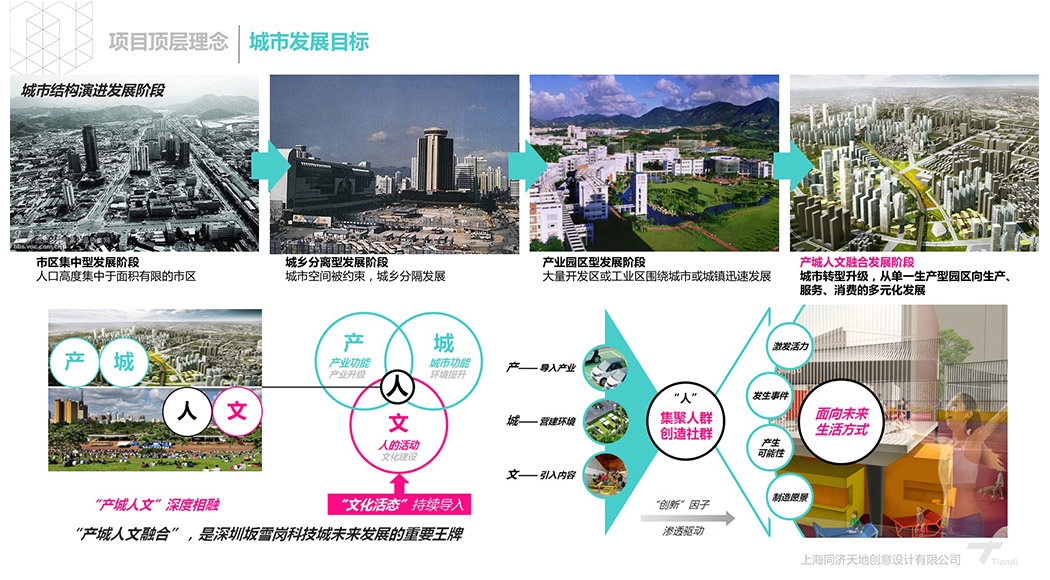 项目顶层理念
城市发展目标
城市结构演进发展阶段
市区集中型发展阶段
人口高度集中于面积有限的市区
城乡分离型发展阶段
城市空间被约束，城乡分隔发展
产业园区型发展阶段
大量开发区或工业区围绕城市或城镇迅速发展
产城人文融合发展阶段
城市转型升级，从单一生产型园区向生产、
服务、消费的多元化发展
产
城
人
文
产
产业功能
产业升级
城
城市功能
环境提升
人
文
人的活动
文化建设
“产城人文”深度相融
“文化活态”持续导入
“产城人文融合”，是深圳坂雪岗科技城未来发展的重要王牌
产——导入产业
城——营建环境
文——引入内容
“人”
集聚人群
创造社群
“创新”因子
渗透驱动
激发活力
发生事件
产生
可能性
制造愿景
面向未来
生活方式
上海同济天地创意设计有限公司
Tiandi